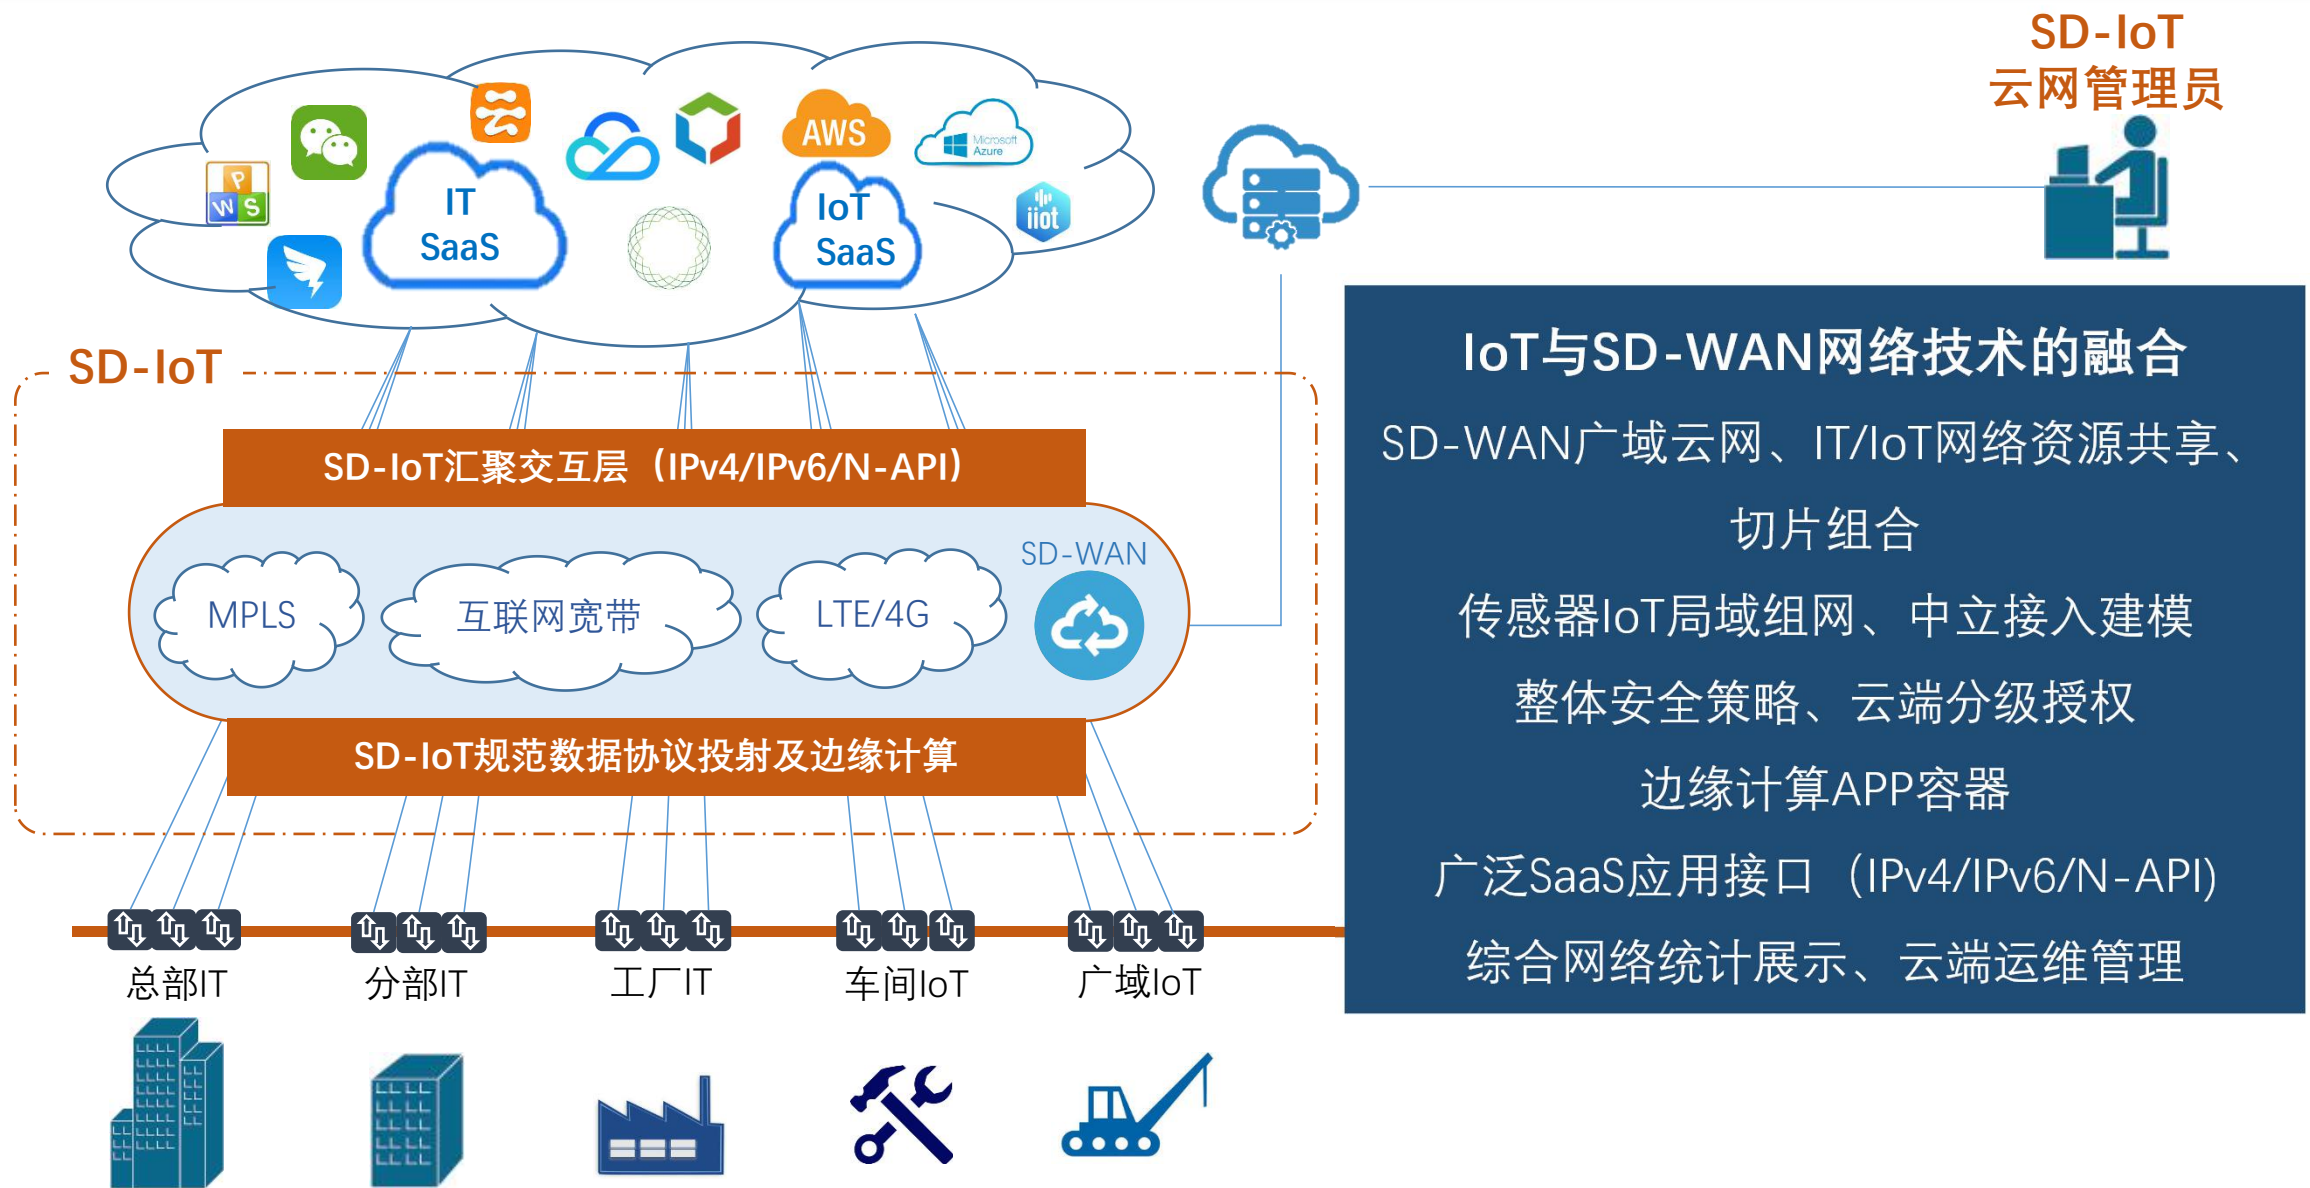 SD-IoT
云网管理员
AWS
Microsoft
Azure
P
W S
IT
SaaS
IoT
SaaS
iiot
SD-IoT
IoT与SD-WAN网络技术的融合
SD-WAN广域云网、IT/IoT网络资源共享、
切片组合
传感器IoT局域组网、中立接入建模
整体安全策略、云端分级授权
边缘计算APP容器
广泛SaaS应用接口（IPv4/IPv6/N-API)
综合网络统计展示、云端运维管理
SD-IoT汇聚交互层（IPv4/IPv6/N-API）
SD-WAN
MPLS
互联网宽带
LTE/4G
SD-IoT规范数据协议投射及边缘计算
总部IT
分部IT
工厂IT
车间IoT
广域IoT